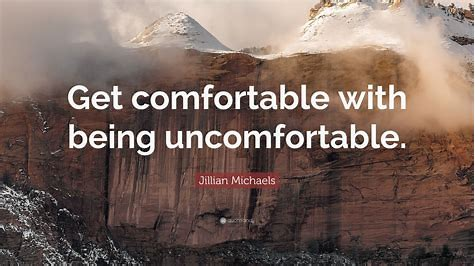 Get comfortable with
being uncomfortable.
Jillian Michaels